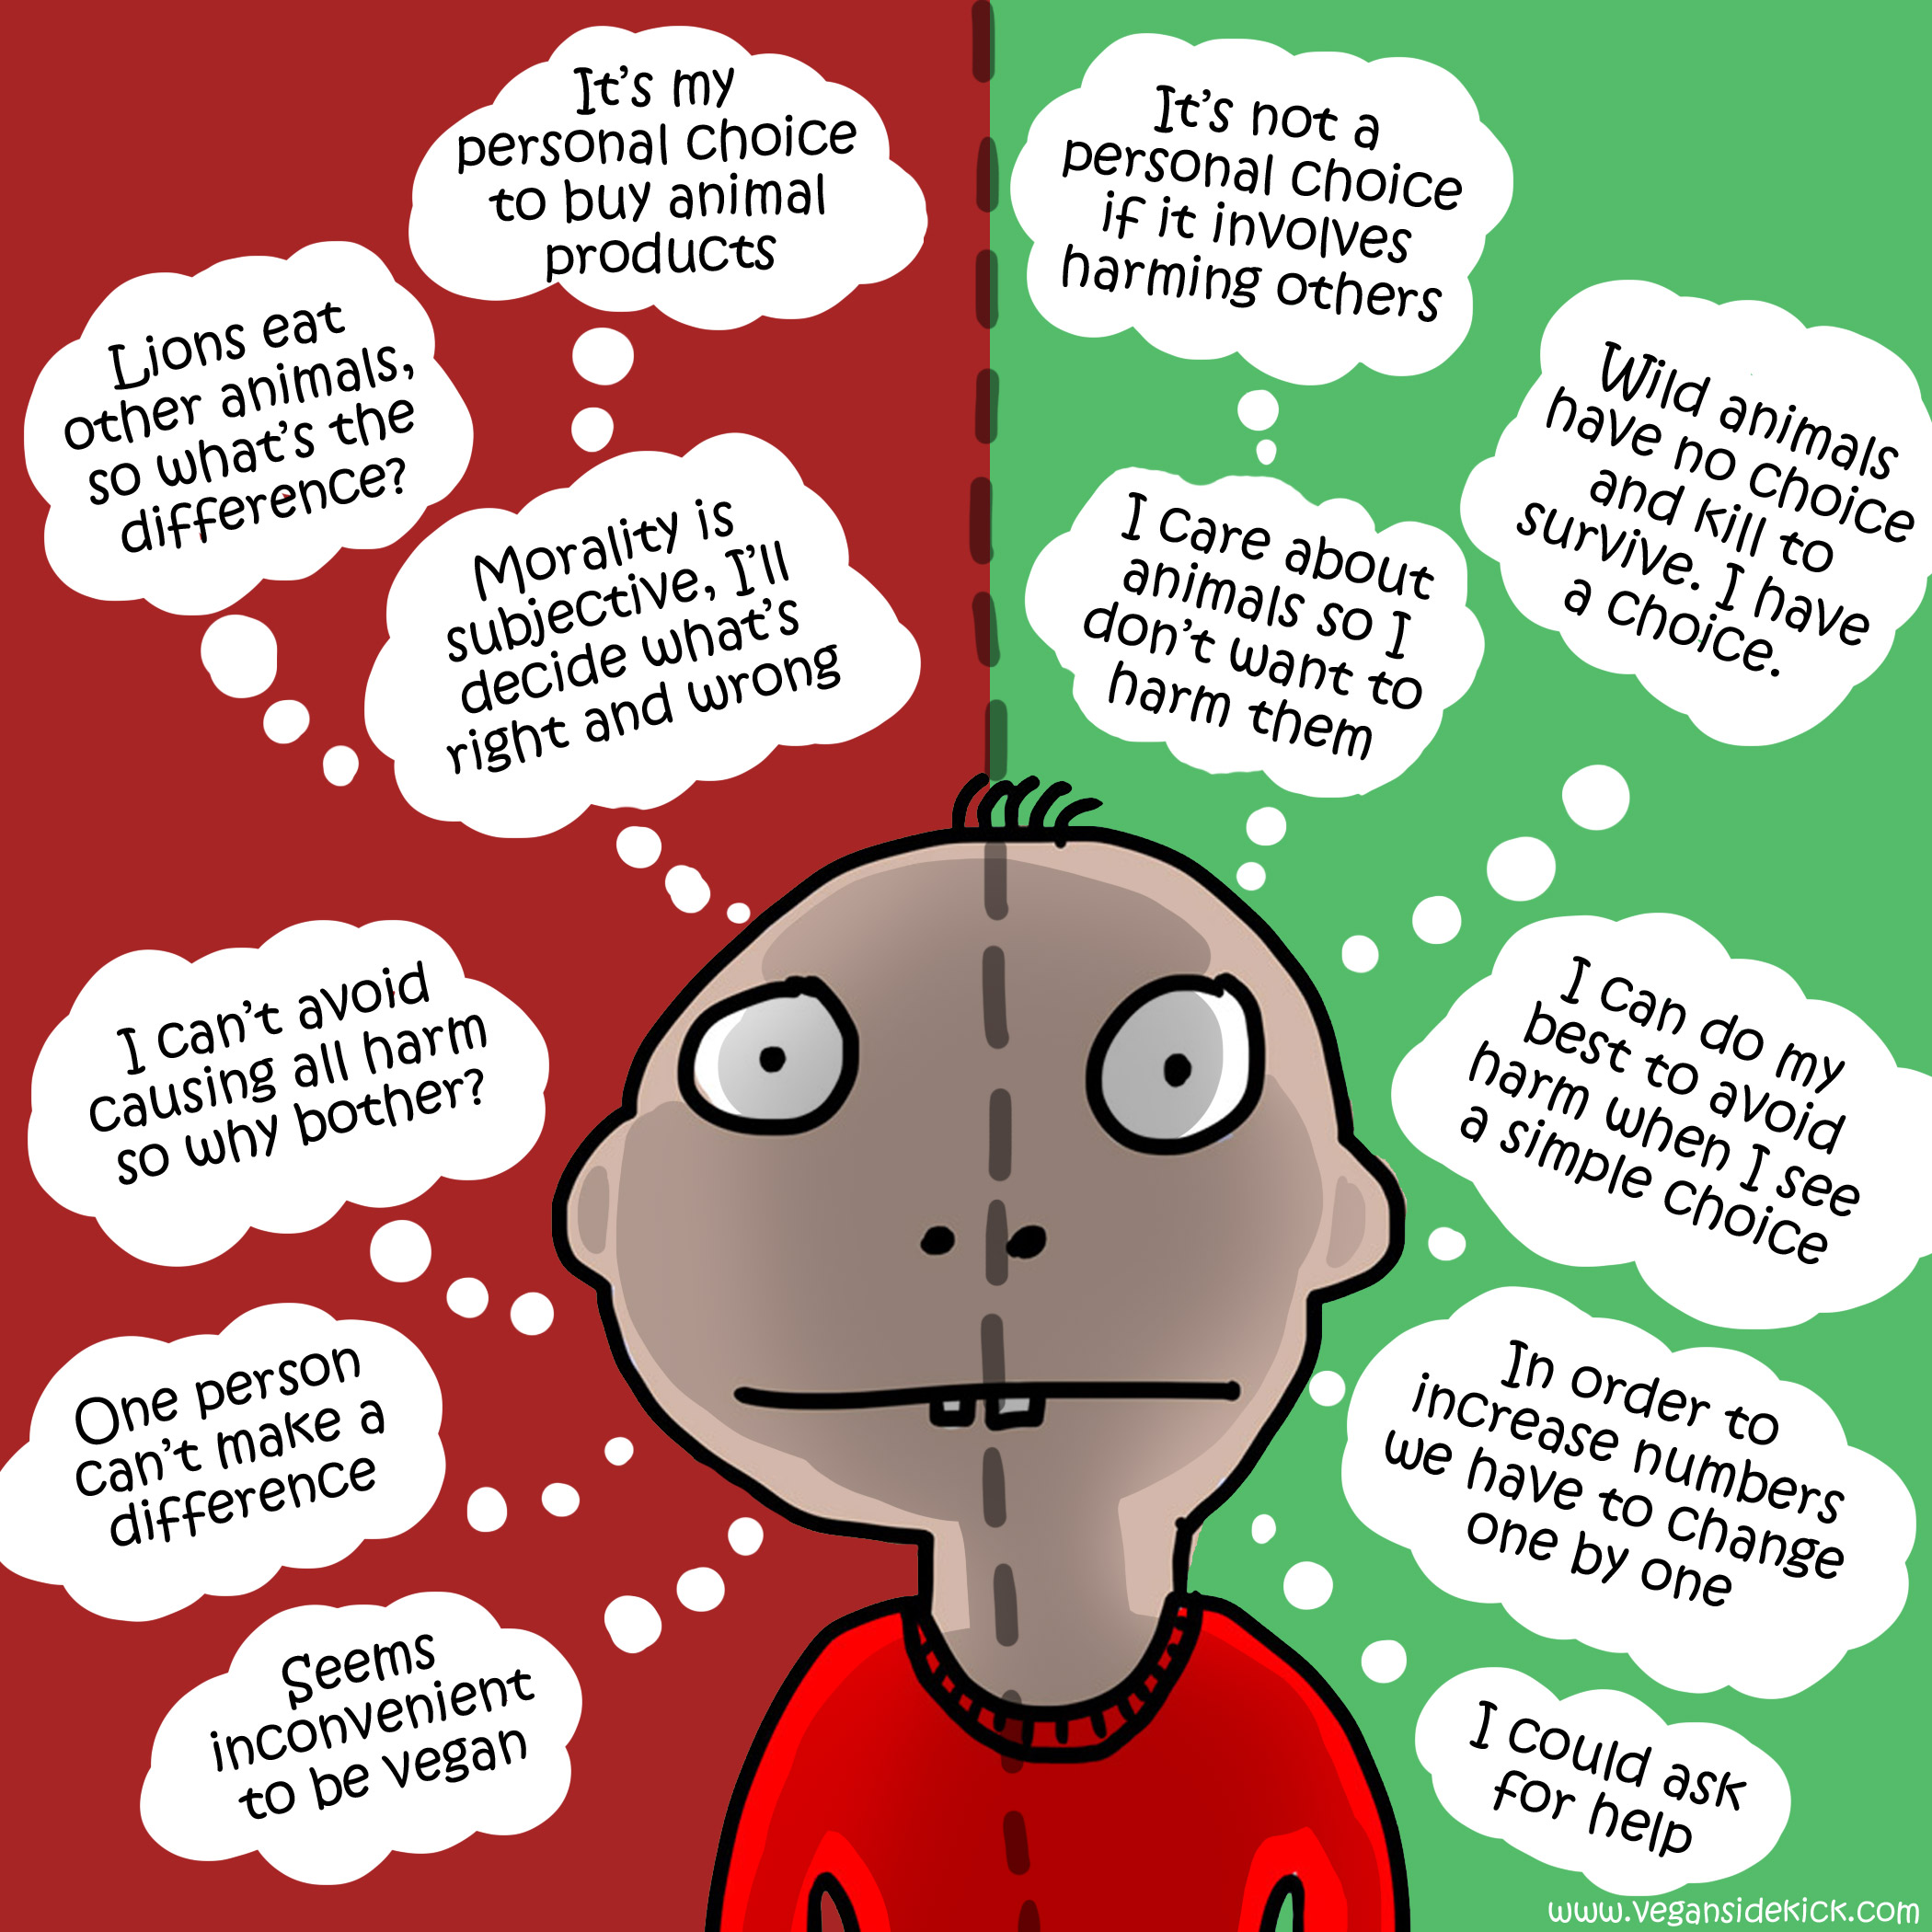 It's my
personal choice
to buy animal
products
Lions eat
other animals,
so what's the
difference?
Morality is
subjective, I'll
decide what's
right and wrong
I can't avoid
causing all harm
so why bother?
One person
can't make a
difference
Seems
inconvenient
to be vegan
It's not a
personal choice
if it involves
harming others
Wild animals
have no choice
and kill to
survive. I have
a choice.
I care about
animals so I
don't want to
harm them
I can do my
best to avoid
harm when I see
a simple choice
In order to
increase numbers
we have to change
one by one
I could ask
for help
www.vegansidekick.com